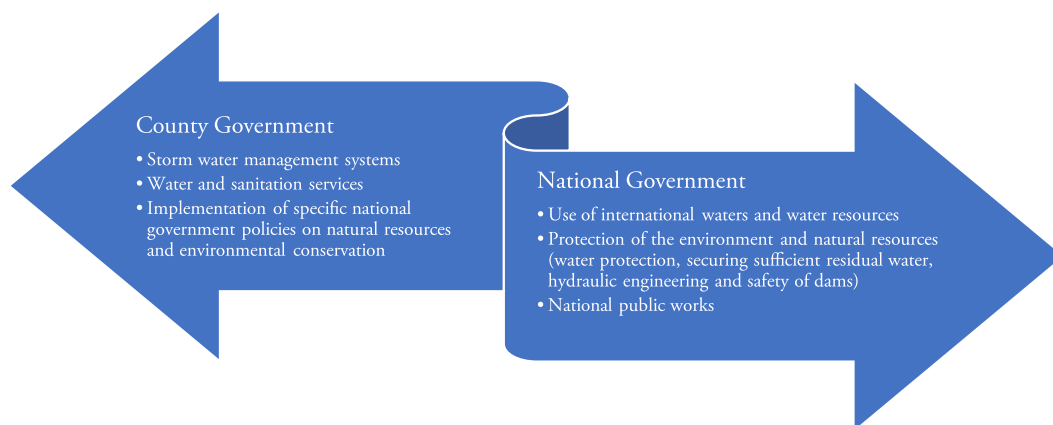 County Government
• Storm water management systems
• Water and sanitation services
• Implementation of specific national
government policies on natural resources
and environmental conservation
National Government
• Use of international waters and water resources
• Protection of the environment and natural resources
(water protection, securing sufficient residual water,
hydraulic engineering and safety of dams)
• National public works